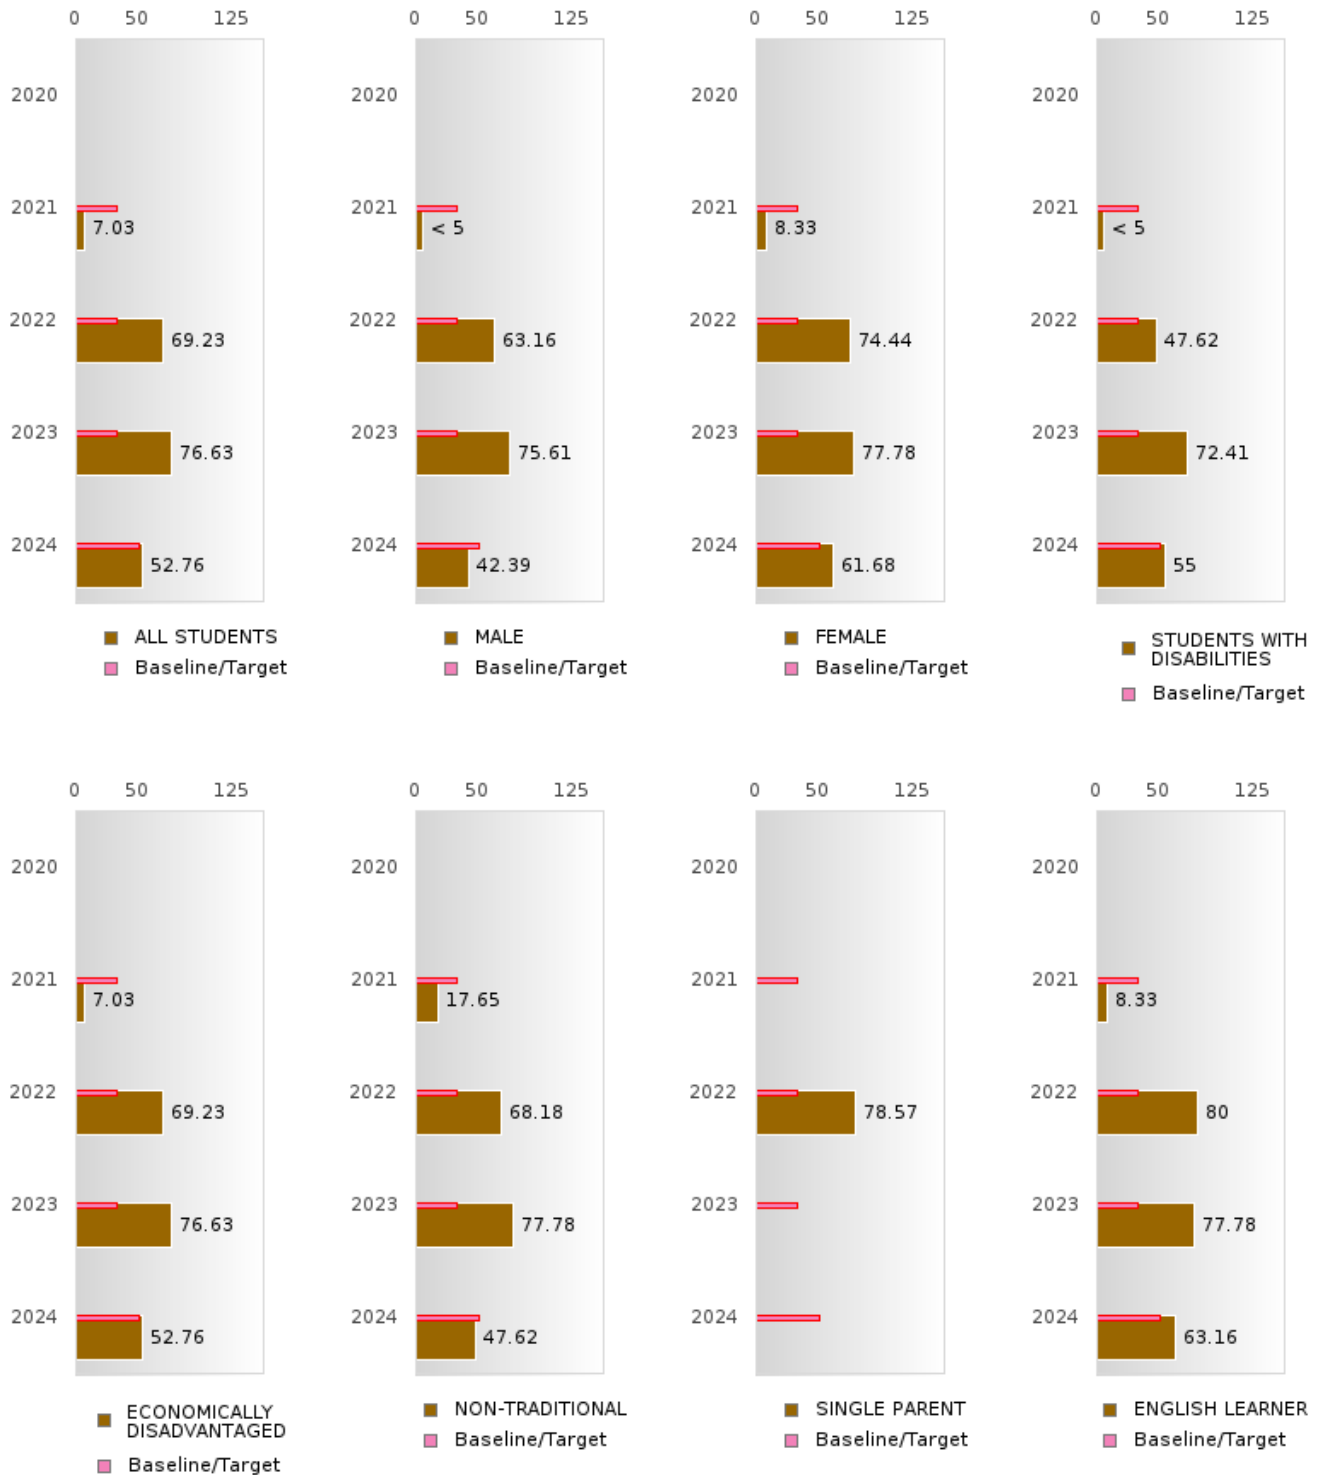 0 50 125
2020
2021
7.03
2022
69.23
2023
76.63
2024
52.76
ALL STUDENTS
Baseline/Target
0 50 125
2020
2021
< 5
2022
63.16
2023
75.61
2024
42.39
MALE
Baseline/Target
0 50 125
2020
2021
8.33
2022
74.44
2023
77.78
2024
61.68
FEMALE
Baseline/Target
0 50 125
2020
2021
< 5
2022
47.62
2023
72.41
2024
55
STUDENTS WITH
DISABILITIES
Baseline/Target
0 50 125
2020
2021
7.03
2022
69.23
2023
76.63
2024
52.76
ECONOMICALLY
DISADVANTAGED
Baseline/Target
0 50 125
2020
2021
17.65
2022
68.18
2023
77.78
2024
47.62
NON-TRADITIONAL
Baseline/Target
0 50 125
2020
2021
2022
78.57
2023
2024
SINGLE PARENT
Baseline/Target
0 50 125
2020
2021
8.33
2022
80
2023
77.78
2024
63.16
ENGLISH LEARNER
Baseline/Target